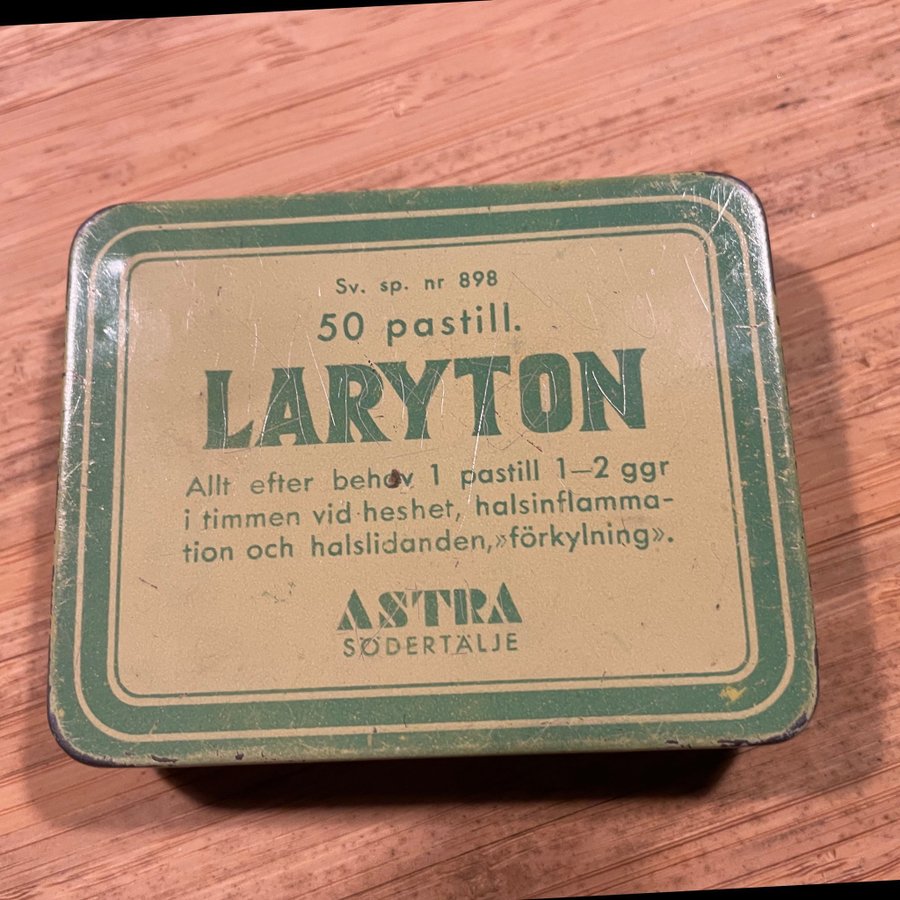 Sv. sp. nr 898
50 pastill.
LARYTON
Allt efter behov 1 pastill 1—2 ggr
i timmen vid heshet, halsinflamma-
tion och halslidanden,»förkylning».
ASTRA
SÖDERTÄLJE